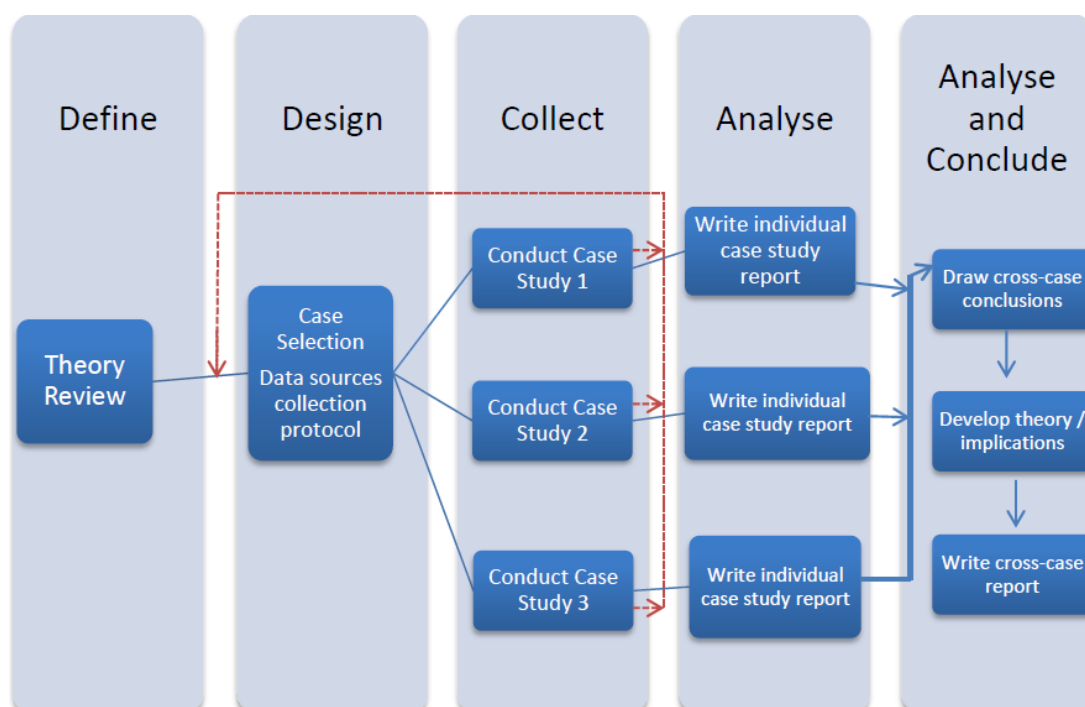 Define
Design
Collect
Analyse
Analyse
and
Conclude
Theory
Review
Case
Selection
Data sources
collection
protocol
Conduct Case
Study 1
Conduct Case
Study 2
Conduct Case
Study 3
Write individual
case study
report
Write individual
case study report
Write individual
case study report
Draw cross-case
conclusions
Develop theory /
implications
Write cross-case
report